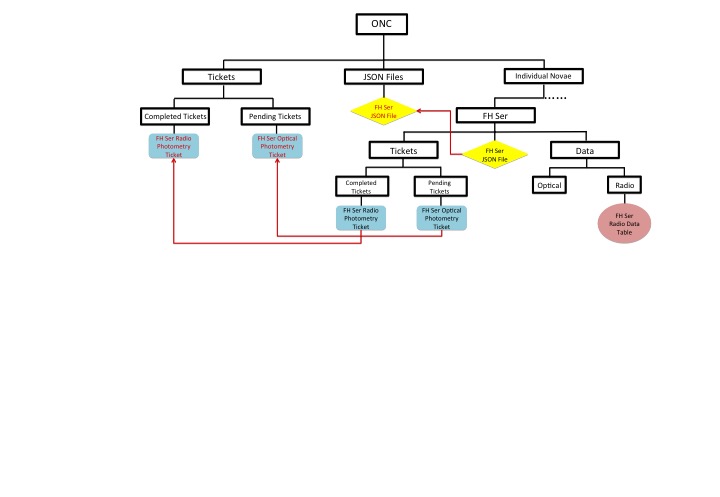 ONC
Tickets
JSON Files
Individual Novae
......
Completed Tickets
Pending Tickets
FH Ser
JSON File
FH Ser
FH Ser Radio
Photometry
Ticket
FH Ser Optical
Photometry
Ticket
Tickets
FH Ser
JSON File
Data
Completed
Tickets
Pending
Tickets
Optical
Radio
FH Ser Radio
Photometry
Ticket
FH Ser Optical
Photometry
Ticket
FH Ser
Radio Data
Table